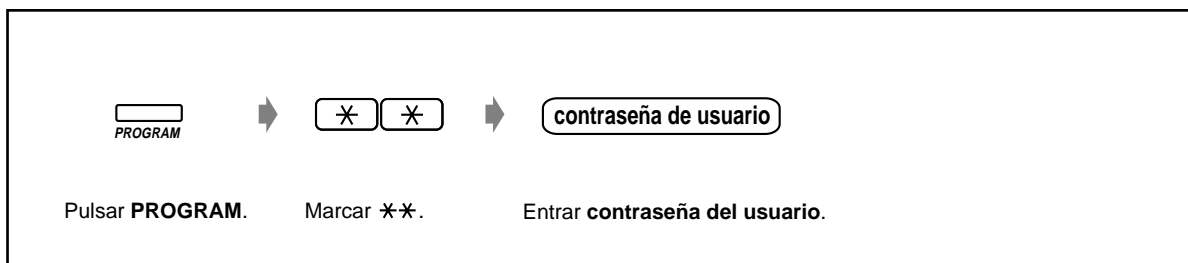 PROGRAM
✳ ✳
contraseña de usuario
Pulsar PROGRAM. Marcar ✳✳. Entrar contraseña del usuario.